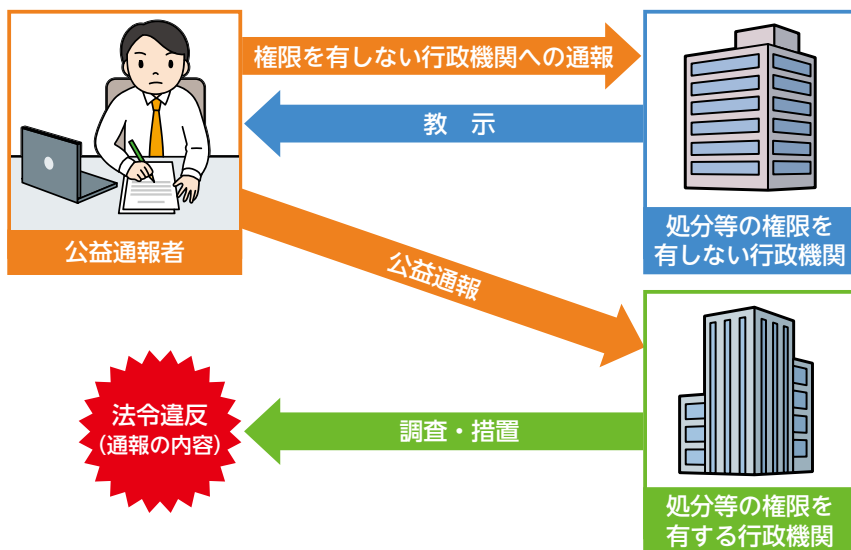 権限を有しない行政機関への通報
教　示
公益通報者
処分等の権限を
有しない行政機関
公益通報
法令違反
（通報の内容）
調査・措置
処分等の権限を
有する行政機関